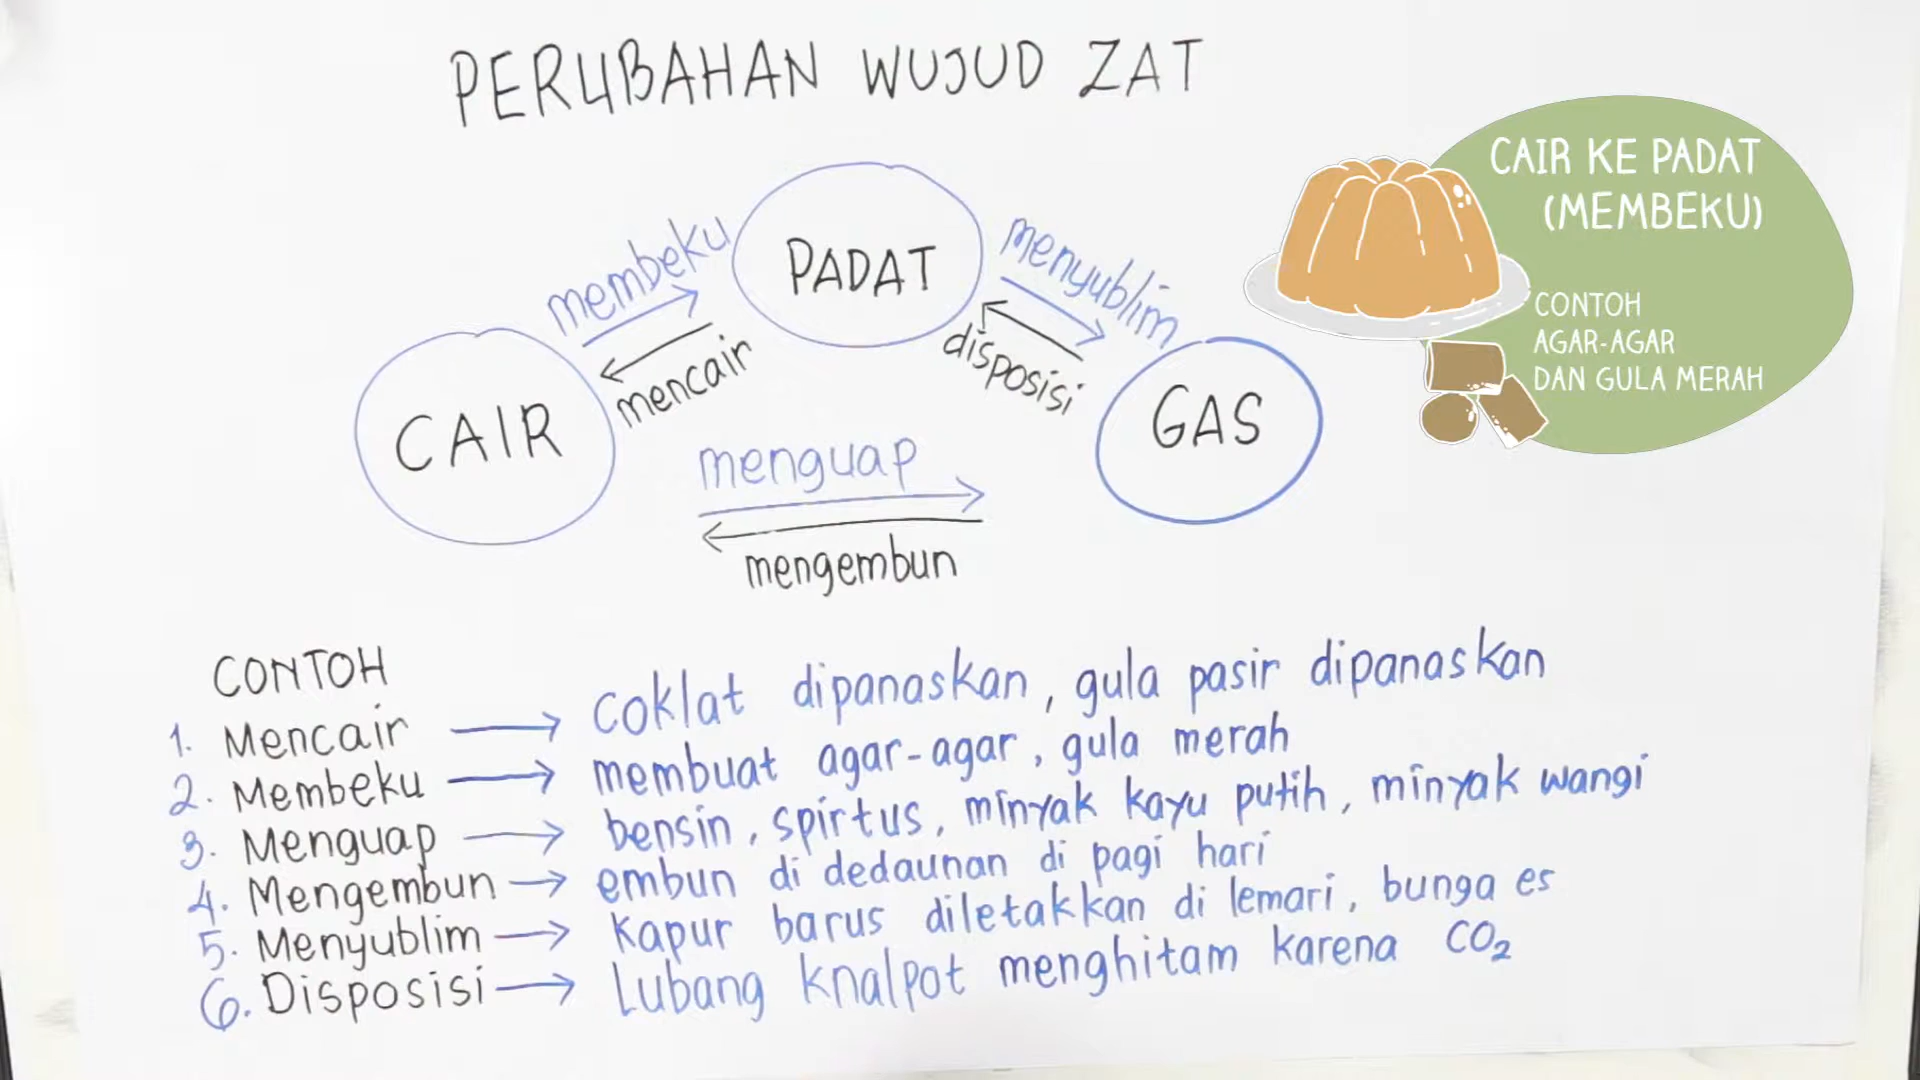 PERUBAHAN WUJUD ZAT
CAIR KE PADAT
(MEMBEKU)
CONTOH
AGAR-AGAR
DAN GULA MERAH
membeku
PADAT
menyublim
mencair
disposisi
CAIR
GAS
menguap
mengembun
CONTOH
1. Mencair → coklat dipanaskan, gula pasir dipanaskan
2. Membeku → membuat agar-agar, gula merah
3. Menguap → bensin, spirtus, minyak kayu putih, minyak wangi
4. Mengembun → embun di dedaunan di pagi hari
5. Menyublim → Kapur barus diletakkan di lemari, bunga es
6. Disposisi → Lubang knalpot menghitam karena CO₂